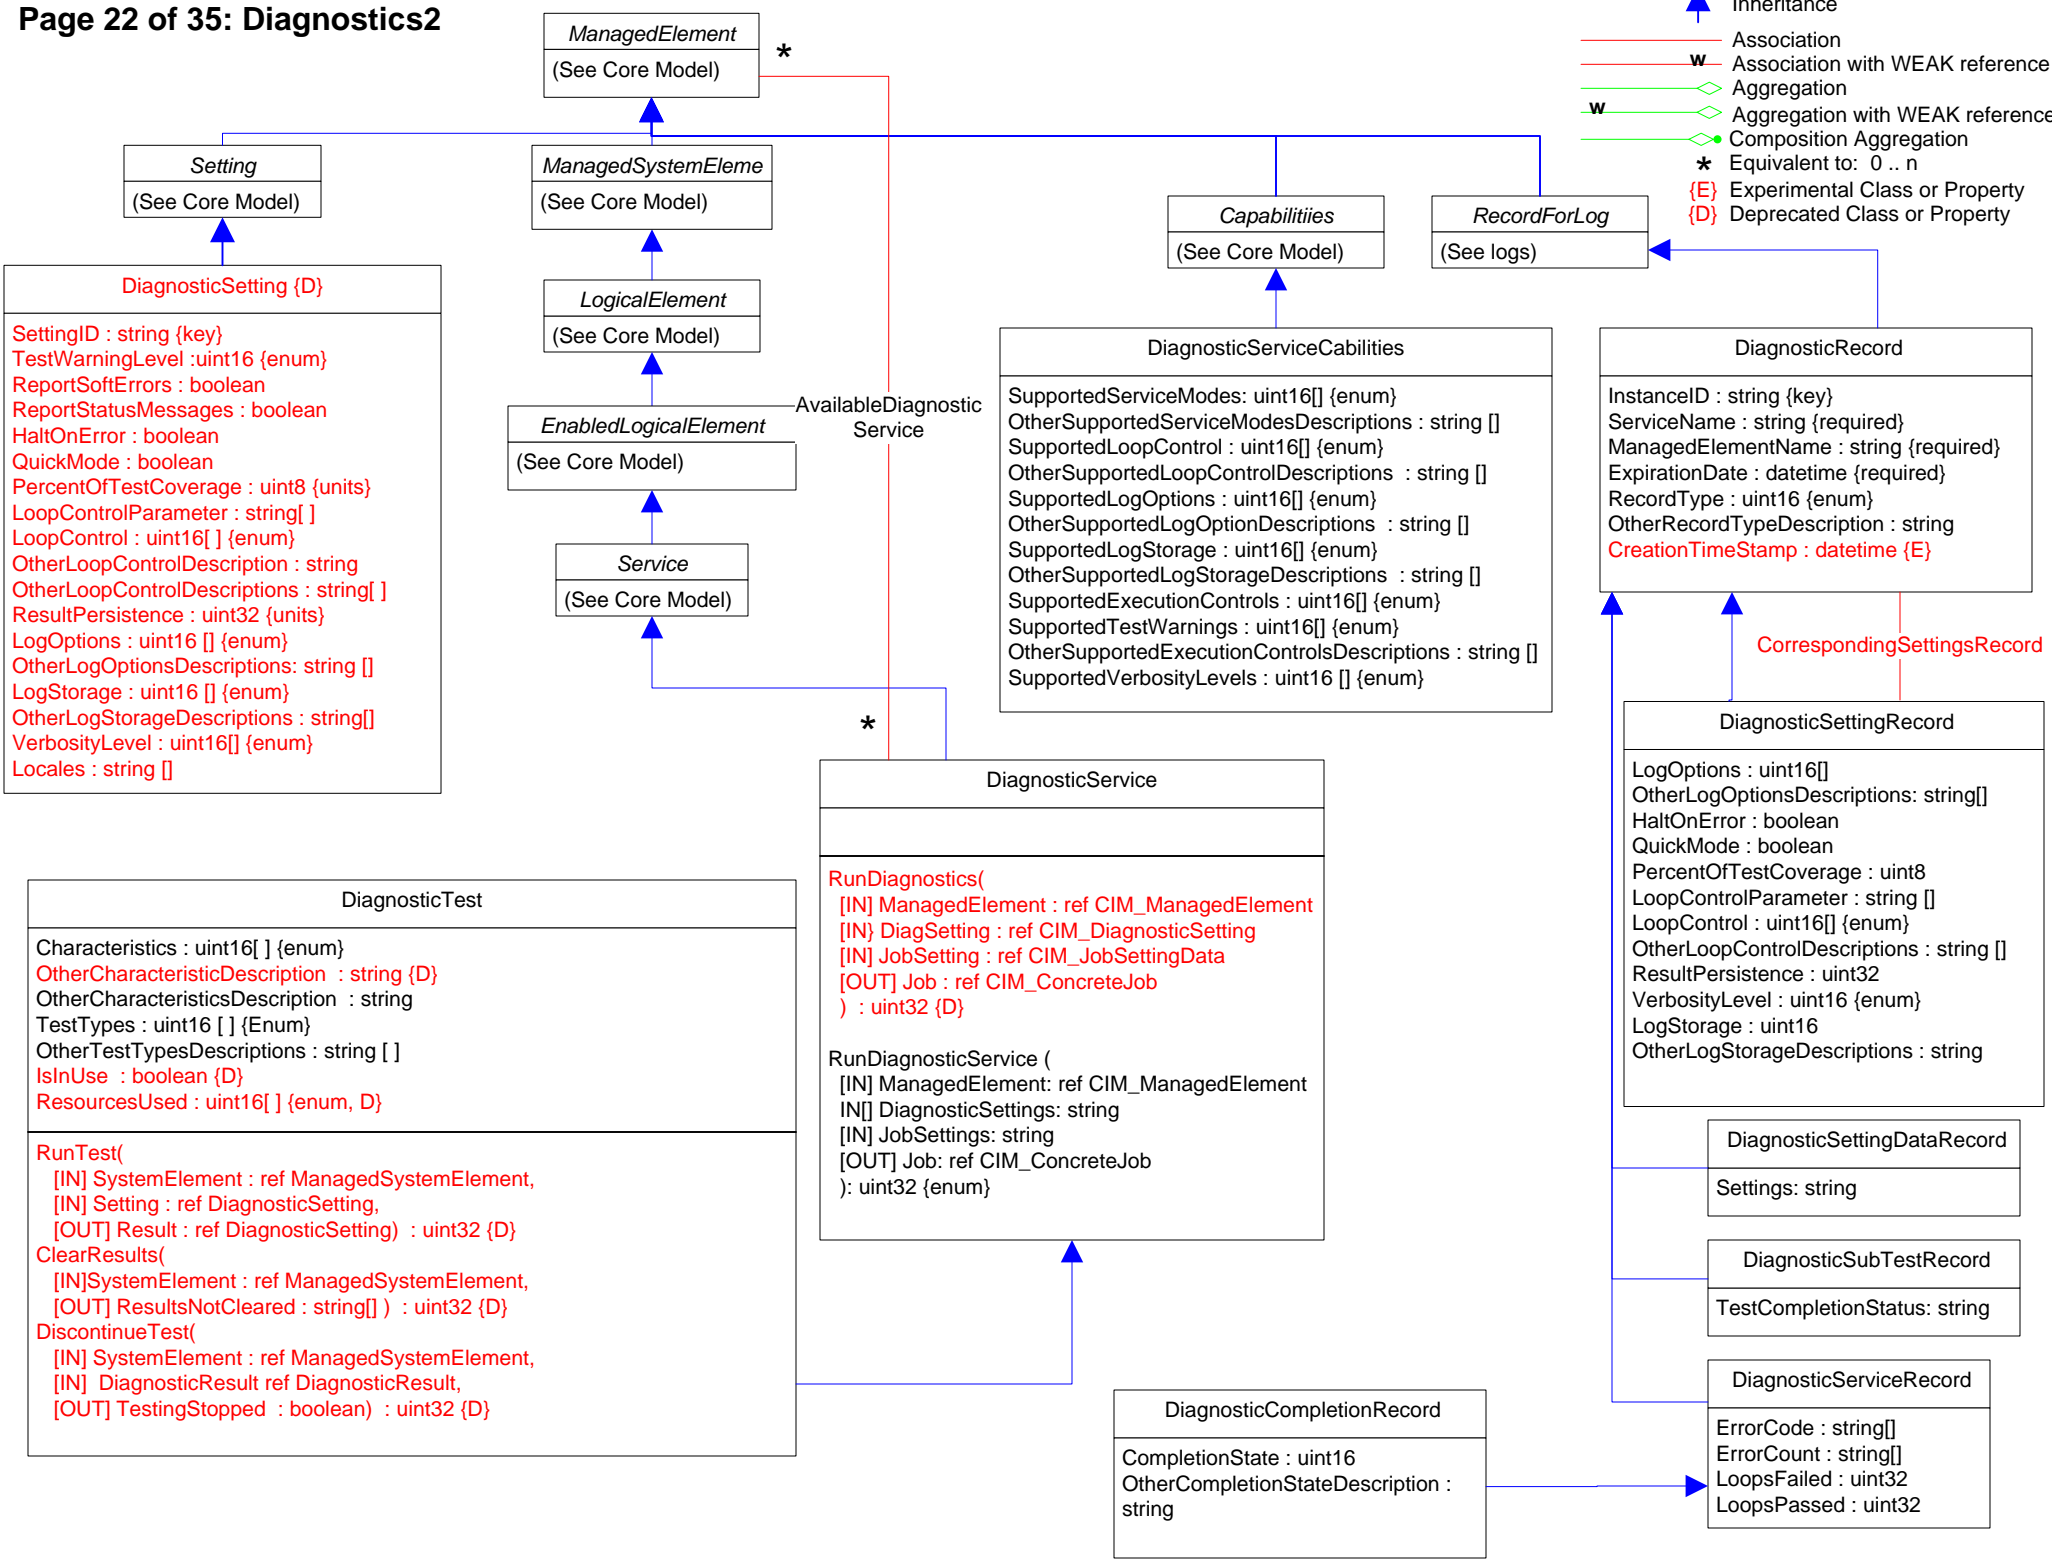 Page 22 of 35: Diagnostics2
Inheritance
Association
w
Association with WEAK reference
Aggregation
w
Aggregation with WEAK reference
Composition Aggregation
* Equivalent to: 0 .. n
{E} Experimental Class or Property
{D} Deprecated Class or Property
ManagedElement
(See Core Model)
*
Setting
(See Core Model)
ManagedSystemEleme
(See Core Model)
Capabilitiies
(See Core Model)
RecordForLog
(See logs)
LogicalElement
(See Core Model)
EnabledLogicalElement
(See Core Model)
Service
(See Core Model)
AvailableDiagnostic
Service
*
DiagnosticSetting {D}
SettingID : string {key}
TestWarningLevel :uint16 {enum}
ReportSoftErrors : boolean
ReportStatusMessages : boolean
HaltOnError : boolean
QuickMode : boolean
PercentOfTestCoverage : uint8 {units}
LoopControlParameter : string[ ]
LoopControl : uint16[ ] {enum}
OtherLoopControlDescription : string
OtherLoopControlDescriptions : string[ ]
ResultPersistence : uint32 {units}
LogOptions : uint16 [] {enum}
OtherLogOptionsDescriptions: string []
LogStorage : uint16 [] {enum}
OtherLogStorageDescriptions : string[]
VerbosityLevel : uint16[] {enum}
Locales : string []
DiagnosticServiceCabilities
SupportedServiceModes: uint16[] {enum}
OtherSupportedServiceModesDescriptions : string []
SupportedLoopControl : uint16[] {enum}
OtherSupportedLoopControlDescriptions : string []
SupportedLogOptions : uint16[] {enum}
OtherSupportedLogOptionDescriptions : string []
SupportedLogStorage : uint16[] {enum}
OtherSupportedLogStorageDescriptions : string []
SupportedExecutionControls : uint16[] {enum}
SupportedTestWarnings : uint16[] {enum}
OtherSupportedExecutionControlsDescriptions : string []
SupportedVerbosityLevels : uint16 [] {enum}
DiagnosticRecord
InstanceID : string {key}
ServiceName : string {required}
ManagedElementName : string {required}
ExpirationDate : datetime {required}
RecordType : uint16 {enum}
OtherRecordTypeDescription : string
CreationTimeStamp : datetime {E}
CorrespondingSettingsRecord
DiagnosticSettingRecord
LogOptions : uint16[]
OtherLogOptionsDescriptions: string[]
HaltOnError : boolean
QuickMode : boolean
PercentOfTestCoverage : uint8
LoopControlParameter : string []
LoopControl : uint16[] {enum}
OtherLoopControlDescriptions : string []
ResultPersistence : uint32
VerbosityLevel : uint16 {enum}
LogStorage : uint16
OtherLogStorageDescriptions : string
DiagnosticService
RunDiagnostics(
[IN] ManagedElement : ref CIM_ManagedElement
[IN} DiagSetting : ref CIM_DiagnosticSetting
[IN] JobSetting : ref CIM_JobSettingData
[OUT] Job : ref CIM_ConcreteJob
) : uint32 {D}
RunDiagnosticService (
[IN] ManagedElement: ref CIM_ManagedElement
IN[] DiagnosticSettings: string
[IN] JobSettings: string
[OUT] Job: ref CIM_ConcreteJob
): uint32 {enum}
DiagnosticTest
Characteristics : uint16[ ] {enum}
OtherCharacteristicDescription : string {D}
OtherCharacteristicsDescription : string
TestTypes : uint16 [ ] {Enum}
OtherTestTypesDescriptions : string [ ]
IsInUse : boolean {D}
ResourcesUsed : uint16[ ] {enum, D}
RunTest(
[IN] SystemElement : ref ManagedSystemElement,
[IN] Setting : ref DiagnosticSetting,
[OUT] Result : ref DiagnosticSetting) : uint32 {D}
ClearResults(
[IN]SystemElement : ref ManagedSystemElement,
[OUT] ResultsNotCleared : string[] ) : uint32 {D}
DiscontinueTest(
[IN] SystemElement : ref ManagedSystemElement,
[IN] DiagnosticResult ref DiagnosticResult,
[OUT] TestingStopped : boolean) : uint32 {D}
DiagnosticSettingDataRecord
Settings: string
DiagnosticSubTestRecord
TestCompletionStatus: string
DiagnosticServiceRecord
ErrorCode : string[]
ErrorCount : string[]
LoopsFailed : uint32
LoopsPassed : uint32
DiagnosticCompletionRecord
CompletionState : uint16
OtherCompletionStateDescription :
string